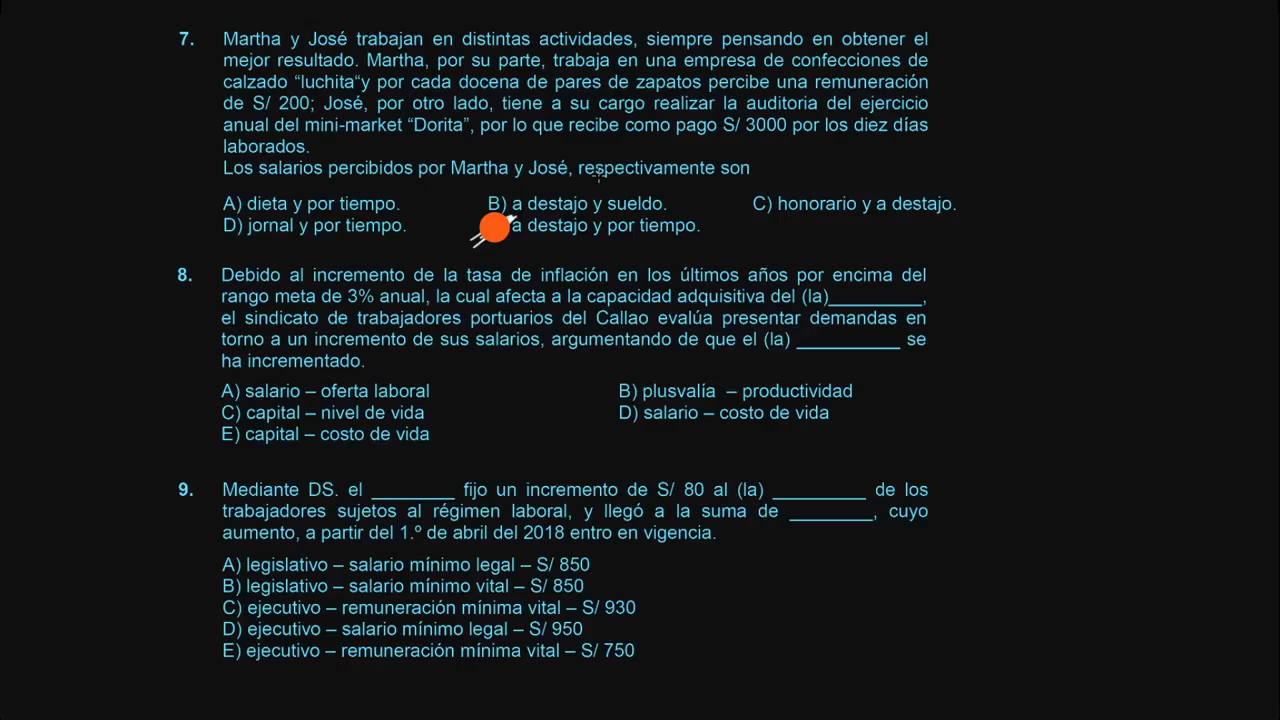 7. Martha y José trabajan en distintas actividades, siempre pensando en obtener el
mejor resultado. Martha, por su parte, trabaja en una empresa de confecciones de
calzado “luchita“y por cada docena de pares de zapatos percibe una remuneración
de S/ 200; José, por otro lado, tiene a su cargo realizar la auditoria del ejercicio
anual del mini-market “Dorita”, por lo que recibe como pago S/ 3000 por los diez días
laborados.
Los salarios percibidos por Martha y José, respectivamente son
A) dieta y por tiempo. B) a destajo y sueldo. C) honorario y a destajo.
D) jornal y por tiempo. a destajo y por tiempo.
8. Debido al incremento de la tasa de inflación en los últimos años por encima del
rango meta de 3% anual, la cual afecta a la capacidad adquisitiva del (la)_________,
el sindicato de trabajadores portuarios del Callao evalúa presentar demandas en
torno a un incremento de sus salarios, argumentando de que el (la) __________ se
ha incrementado.
A) salario – oferta laboral B) plusvalía – productividad
C) capital – nivel de vida D) salario – costo de vida
E) capital – costo de vida
9. Mediante DS. el ________ fijo un incremento de S/ 80 al (la) _________ de los
trabajadores sujetos al régimen laboral, y llegó a la suma de ________, cuyo
aumento, a partir del 1.º de abril del 2018 entro en vigencia.
A) legislativo – salario mínimo legal – S/ 850
B) legislativo – salario mínimo vital – S/ 850
C) ejecutivo – remuneración mínima vital – S/ 930
D) ejecutivo – salario mínimo legal – S/ 950
E) ejecutivo – remuneración mínima vital – S/ 750